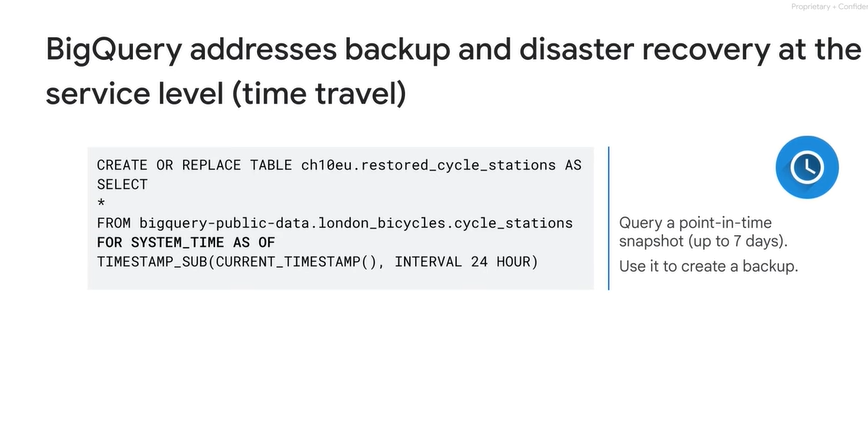 Proprietary + Confiden
BigQuery addresses backup and disaster recovery at the
service level (time travel)
CREATE OR REPLACE TABLE ch10eu.restored_cycle_stations AS
SELECT
*
FROM bigquery-public-data.london_bicycles.cycle_stations
FOR SYSTEM_TIME AS OF
TIMESTAMP_SUB(CURRENT_TIMESTAMP(), INTERVAL 24 HOUR)
Query a point-in-time
snapshot (up to 7 days).
Use it to create a backup.